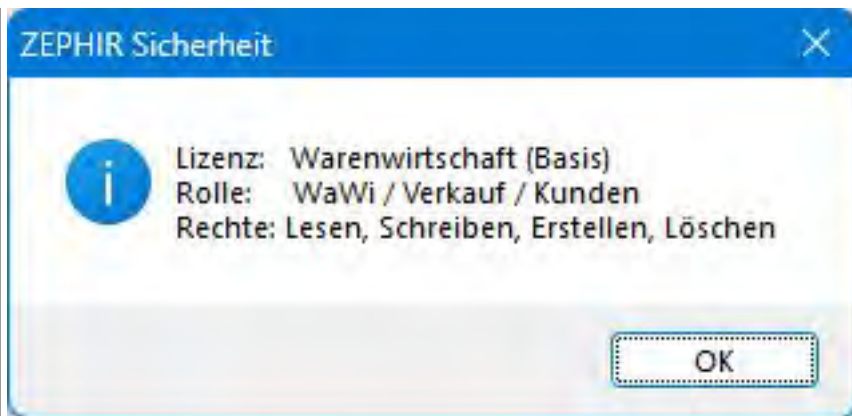 ZEPHIR Sicherheit
Lizenz: Warenwirtschaft (Basis)
Rolle: WaWi / Verkauf / Kunden
Rechte: Lesen, Schreiben, Erstellen, Löschen
OK